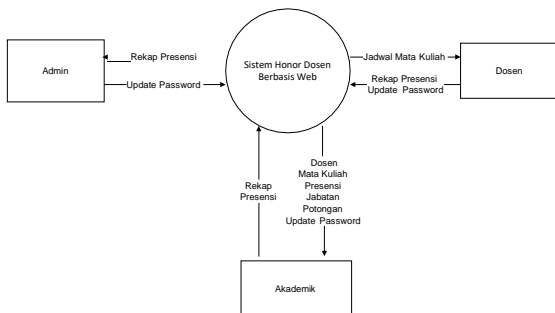 Admin
Rekap Presensi
Update Password
Sistem Honor Dosen
Berbasis Web
Jadwal Mata Kuliah
Rekap Presensi
Update Password
Dosen
Rekap
Presensi
Dosen
Mata Kuliah
Presensi
Jabatan
Potongan
Update Password
Akademik